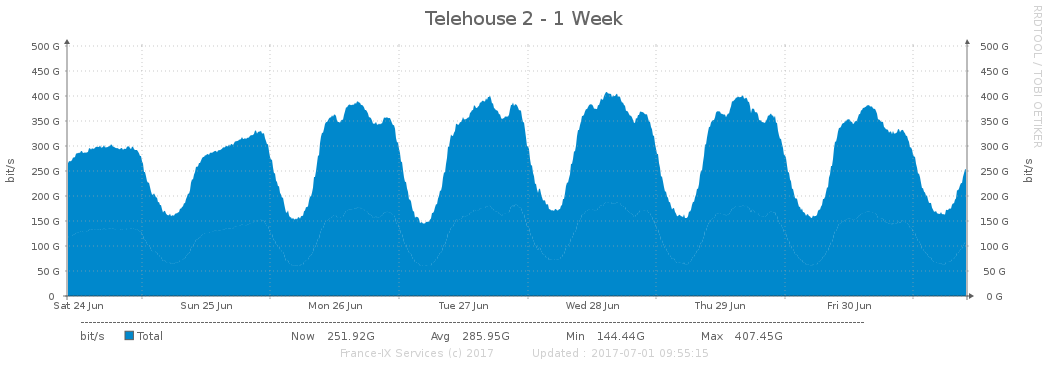 Telehouse 2 - 1 Week
RRDTOOL / TOBI OETIKER
500 G 500 G
450 G 450 G
400 G 400 G
350 G 350 G
300 G 300 G
250 G 250 G
200 G 200 G
150 G 150 G
100 G 100 G
50 G 50 G
0 0 G
bit/s bit/s
Sat 24 Jun Sun 25 Jun Mon 26 Jun Tue 27 Jun Wed 28 Jun Thu 29 Jun Fri 30 Jun
bit/s Total Now 251.92G Avg 285.95G Min 144.44G Max 407.45G
France-IX Services (c) 2017 Updated : 2017-07-01 09:55:15